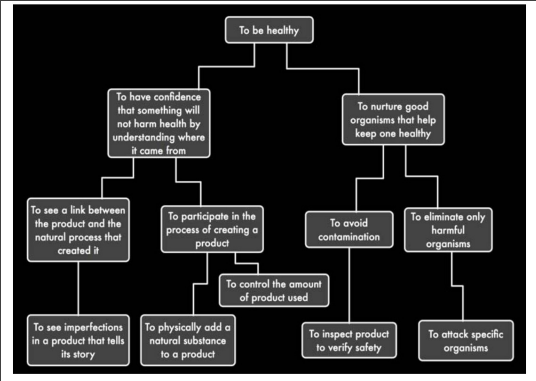 To be healthy
To have confidence
that something will
not harm health by
understanding where
it came from
To nurture good
organisms that help
keep one healthy
To see a link between
the product and the
natural process that
created it
To participate in the
process of creating a
product
To avoid
contamination
To eliminate only
harmful
organisms
To control the amount
of product used
To see imperfections
in a product that tells
its story
To physically add a
natural substance
to a product
To inspect product
to verify safety
To attack specific
organisms